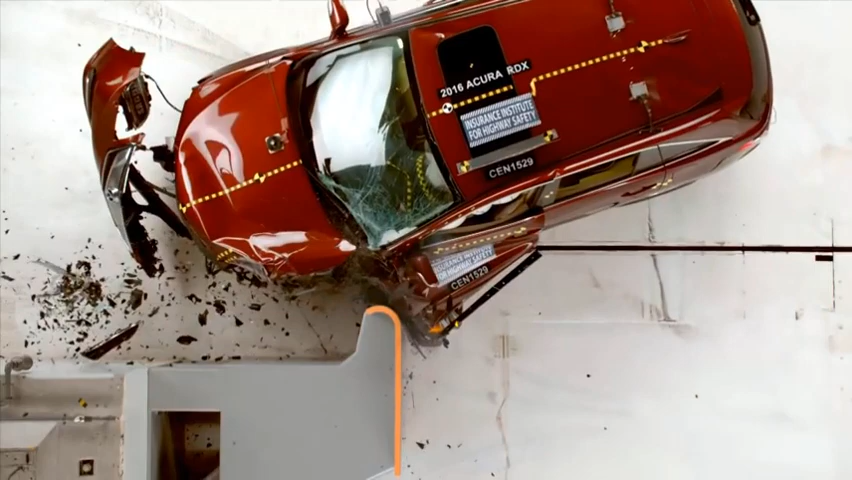 2016 ACURA RDX
INSURANCE INSTITUTE
FOR HIGHWAY SAFETY
CEN1529
INSURANCE INSTITUTE
FOR HIGHWAY SAFETY
CEN1529